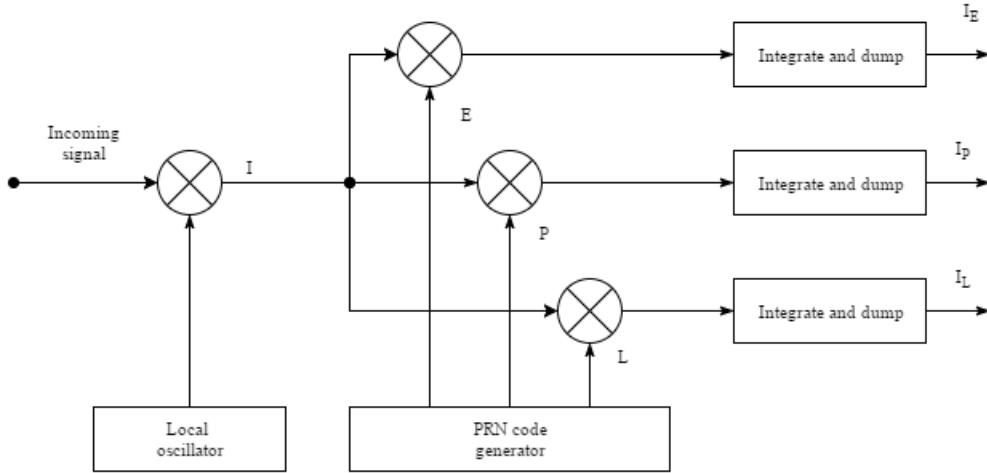 I_E
Integrate and dump
E
Incoming
signal
I
I_P
Integrate and dump
P
I_L
Integrate and dump
L
Local
oscillator
PRN code
generator